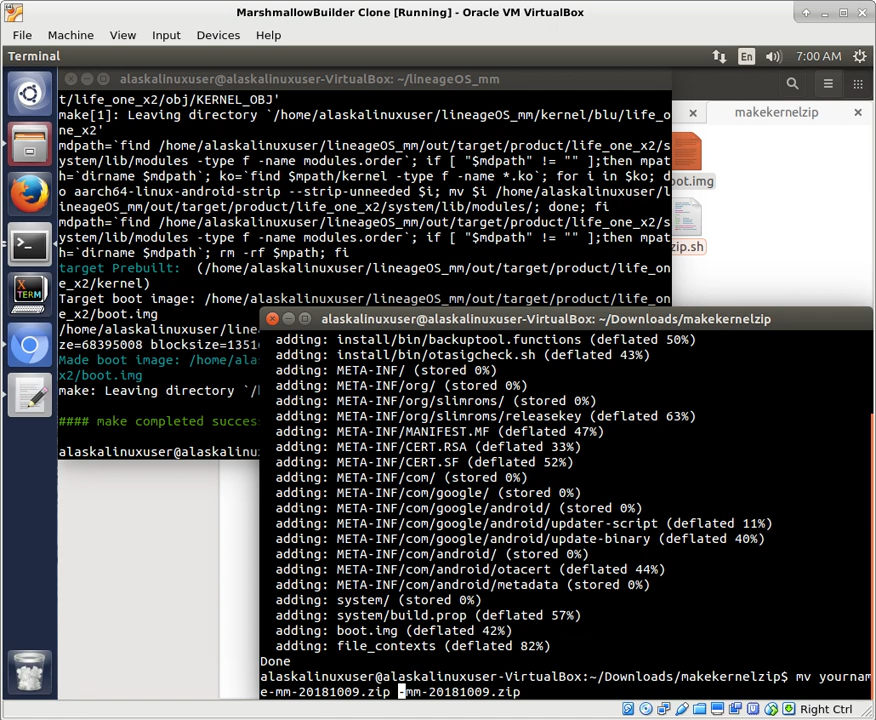 MarshmallowBuilder Clone [Running] - Oracle VM VirtualBox
File Machine View Input Devices Help
Terminal
En
7:00 AM
alaskalinuxuser@alaskalinuxuser-VirtualBox: ~/lineageOS_mm
t/life_one_x2/obj/KERNEL_OBJ'
make[1]: Leaving directory `/home/alaskalinuxuser/lineageOS_mm/kernel/blu/life_o
ne_x2'
mdpath=`find /home/alaskalinuxuser/lineageOS_mm/out/target/product/life_one_x2/s
ystem/lib/modules -type f -name modules.order`; if [ "$mdpath" != "" ];then mpat
h=`dirname $mdpath`; ko=`find $mpath/kernel -type f -name *.ko`; for i in $ko; d
o aarch64-linux-android-strip --strip-unneeded $i; mv $i /home/alaskalinuxuser/l
ineageOS_mm/out/target/product/life_one_x2/system/lib/modules/; done; fi
mdpath=`find /home/alaskalinuxuser/lineageOS_mm/out/target/product/life_one_x2/s
ystem/lib/modules -type f -name modules.order`; if [ "$mdpath" != "" ];then mpat
h=`dirname $mdpath`; rm -rf $mpath; fi
target Prebuilt:  (/home/alaskalinuxuser/lineageOS_mm/out/target/product/life_on
e_x2/kernel)
Target boot image: /home/alaskalinuxuser/lineageOS_mm/out/target/product/life_on
e_x2/boot.img
/home/alaskalinuxuser/line
size=68395008 blocksize=1351
Made boot image: /home/ala
x2/boot.img
make: Leaving directory `/
#### make completed succes
alaskalinuxuser@alaskalinu
makekernelzip
oot.img
zip.sh
X
TERM
alaskalinuxuser@alaskalinuxuser-VirtualBox: ~/Downloads/makekernelzip
adding: install/bin/backuptool.functions (deflated 50%)
adding: install/bin/otasigcheck.sh (deflated 43%)
adding: META-INF/ (stored 0%)
adding: META-INF/org/ (stored 0%)
adding: META-INF/org/slimroms/ (stored 0%)
adding: META-INF/org/slimroms/releasekey (deflated 63%)
adding: META-INF/MANIFEST.MF (deflated 47%)
adding: META-INF/CERT.RSA (deflated 33%)
adding: META-INF/CERT.SF (deflated 52%)
adding: META-INF/com/ (stored 0%)
adding: META-INF/com/google/ (stored 0%)
adding: META-INF/com/google/android/ (stored 0%)
adding: META-INF/com/google/android/updater-script (deflated 11%)
adding: META-INF/com/google/android/update-binary (deflated 40%)
adding: META-INF/com/android/ (stored 0%)
adding: META-INF/com/android/otacert (deflated 44%)
adding: META-INF/com/android/metadata (stored 0%)
adding: system/ (stored 0%)
adding: system/build.prop (deflated 57%)
adding: boot.img (deflated 42%)
adding: file_contexts (deflated 82%)
Done
alaskalinuxuser@alaskalinuxuser-VirtualBox:~/Downloads/makekernelzip$ mv yournam
e-mm-20181009.zip -mm-20181009.zip
Right Ctrl